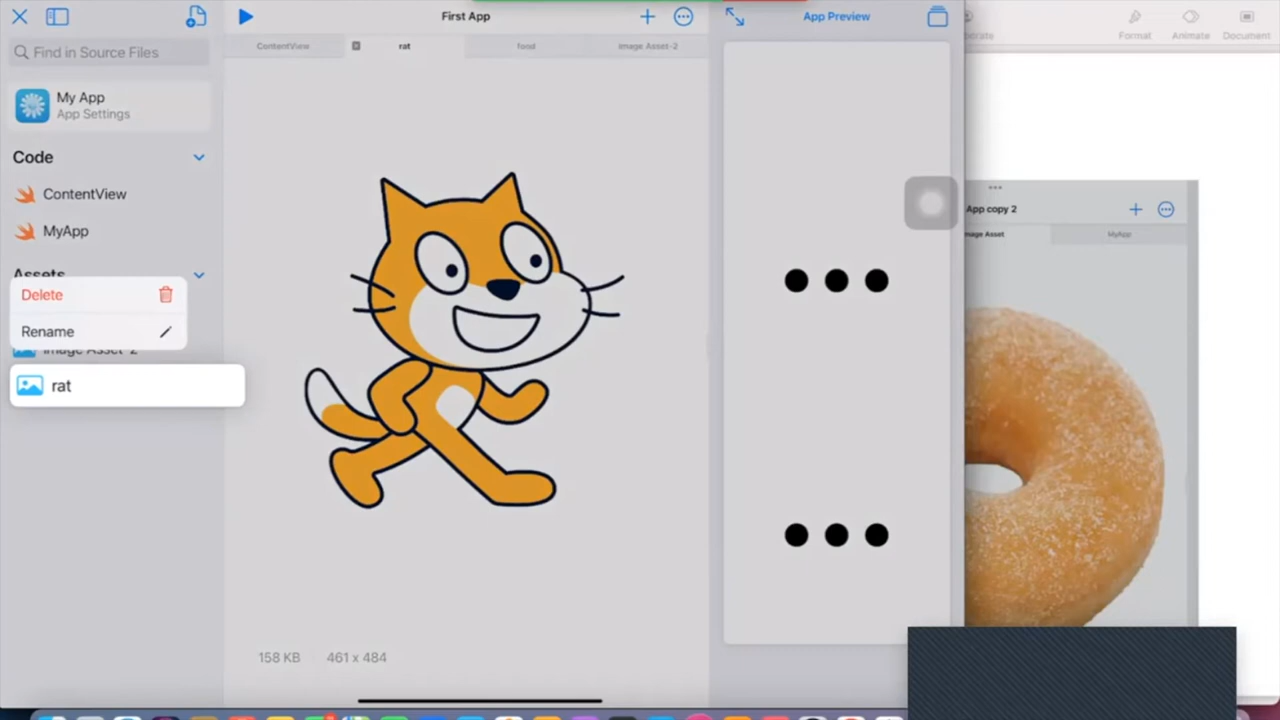 First App
App Preview
Format
Animate
Document
ContentView
rat
food
Image Asset-2
Find in Source Files
My App
App Settings
Code
ContentView
MyApp
Assets
Delete
Rename
Image Asset-2
rat
158 KB
461 x 484
App copy 2
MyApp